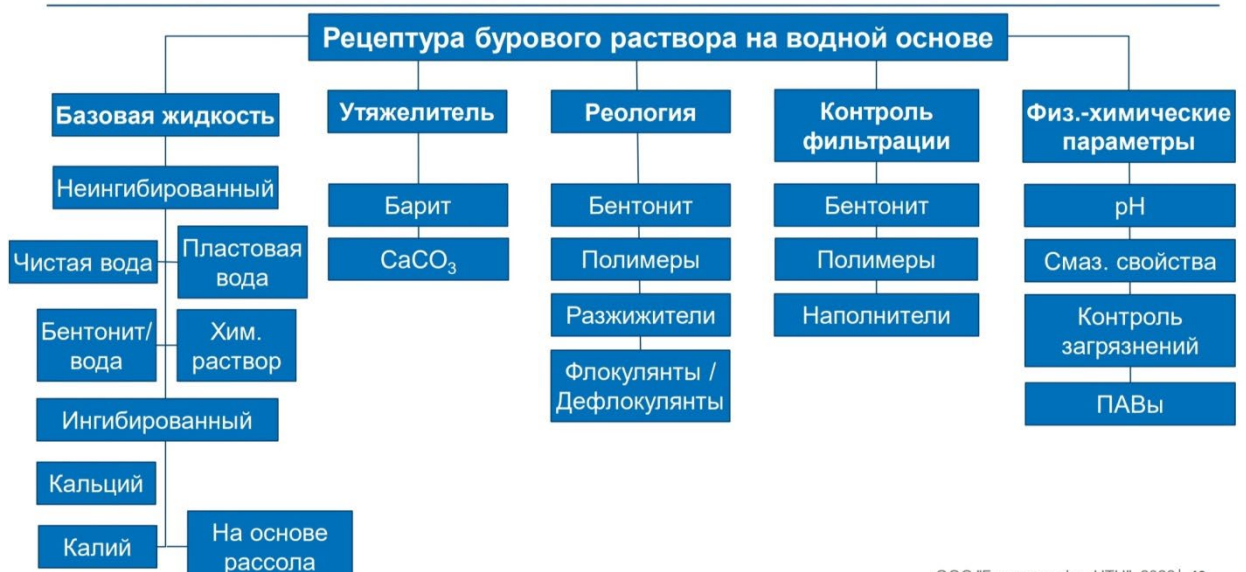 Рецептура бурового раствора на водной основе
Базовая жидкость
Неингибированный
Чистая вода
Пластовая
вода
Бентонит/
вода
Хим.
раствор
Ингибированный
Кальций
Калий
На основе
рассола
Утяжелитель
Барит
CaCO₃
Реология
Бентонит
Полимеры
Разжижители
Флокулянты /
Дефлокулянты
Контроль
фильтрации
Бентонит
Полимеры
Наполнители
Физ.-химические
параметры
pH
Смаз. свойства
Контроль
загрязнений
ПАВы